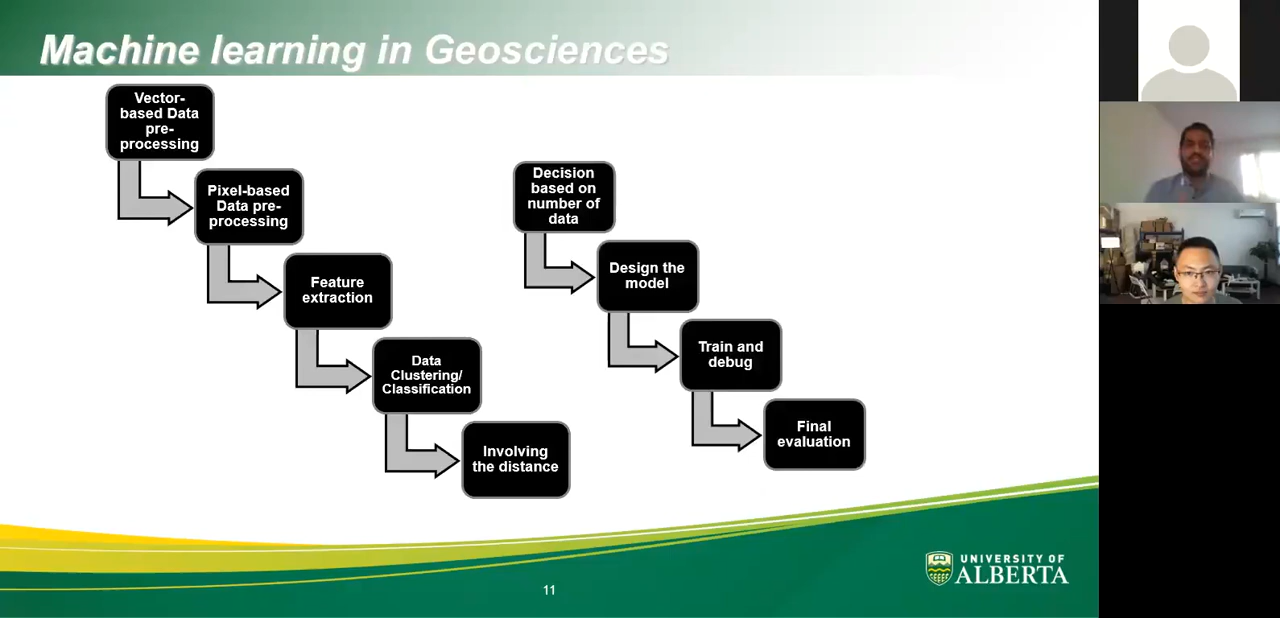 Machine learning in Geosciences
Vector-
based Data
pre-
processing
Pixel-based
Data pre-
processing
Feature
extraction
Data
Clustering/
Classification
Involving
the distance
Decision
based on
number of
data
Design the
model
Train and
debug
Final
evaluation
UNIVERSITY OF
ALBERTA
11